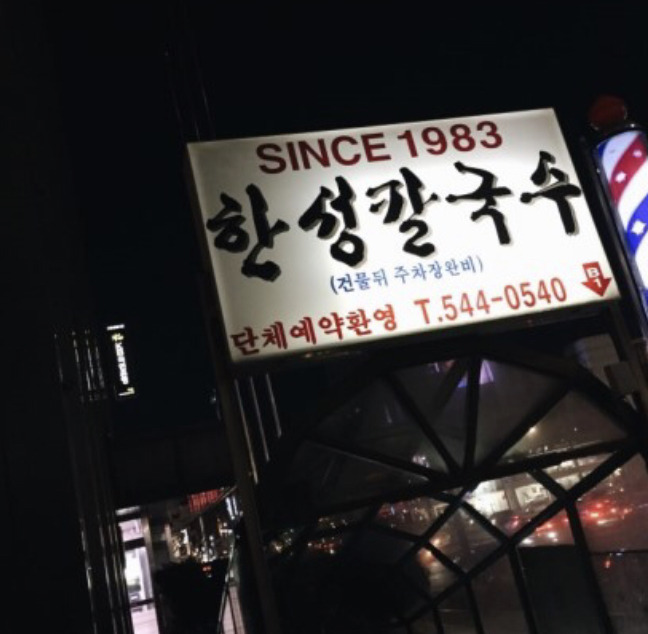 SINCE 1983
한성칼국수
(건물뒤 주차장완비)
단체예약환영 T.544-0540
B1